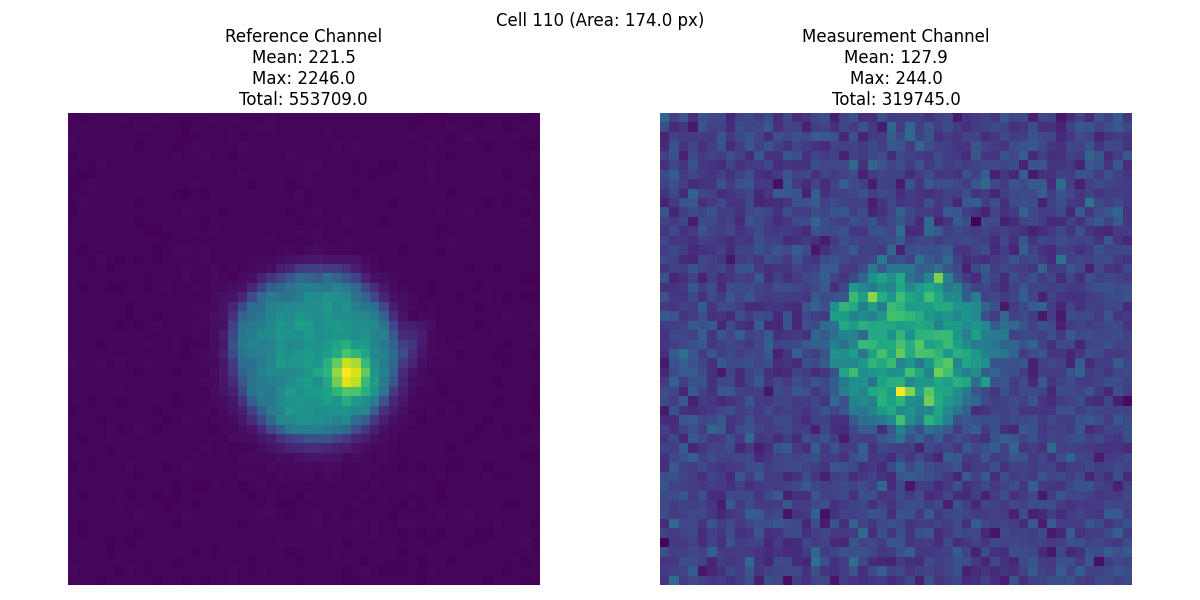 Cell 110 (Area: 174.0 px)
Reference Channel
Mean: 221.5
Max: 2246.0
Total: 553709.0
Measurement Channel
Mean: 127.9
Max: 244.0
Total: 319745.0